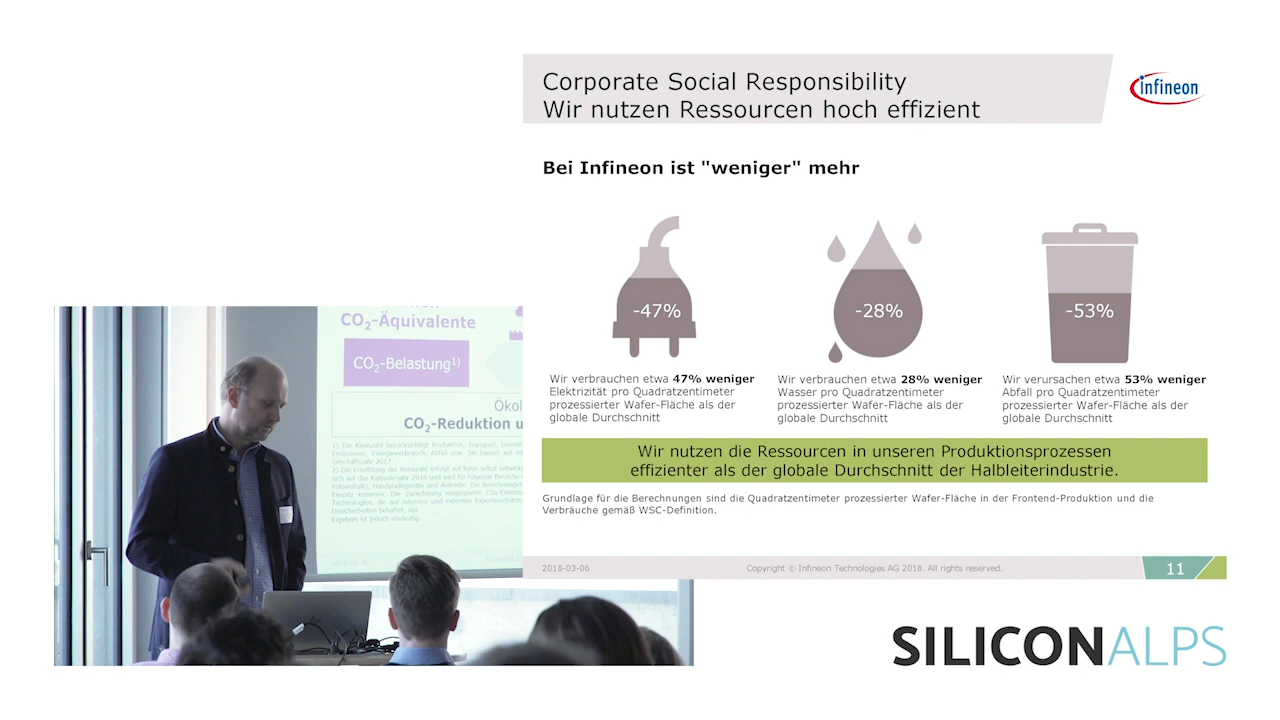 Corporate Social Responsibility
Wir nutzen Ressourcen hoch effizient
infineon
Bei Infineon ist "weniger" mehr
-47%
-28%
-53%
Wir verbrauchen etwa 47% weniger
Elektrizität pro Quadratzentimeter
prozessierter Wafer-Fläche als der
globale Durchschnitt
Wir verbrauchen etwa 28% weniger
Wasser pro Quadratzentimeter
prozessierter Wafer-Fläche als der
globale Durchschnitt
Wir verursachen etwa 53% weniger
Abfall pro Quadratzentimeter
prozessierter Wafer-Fläche als der
globale Durchschnitt
Wir nutzen die Ressourcen in unseren Produktionsprozessen
effizienter als der globale Durchschnitt der Halbleiterindustrie.
Grundlage für die Berechnungen sind die Quadratzentimeter prozessierter Wafer-Fläche in der Frontend-Produktion und die
Verbräuche gemäß WSC-Definition.
2018-03-06
Copyright © Infineon Technologies AG 2018. All rights reserved.
11
CO₂-Äquivalente
CO₂-Belastung¹⁾
Ökol
CO₂-Reduktion u
SILICONALPS